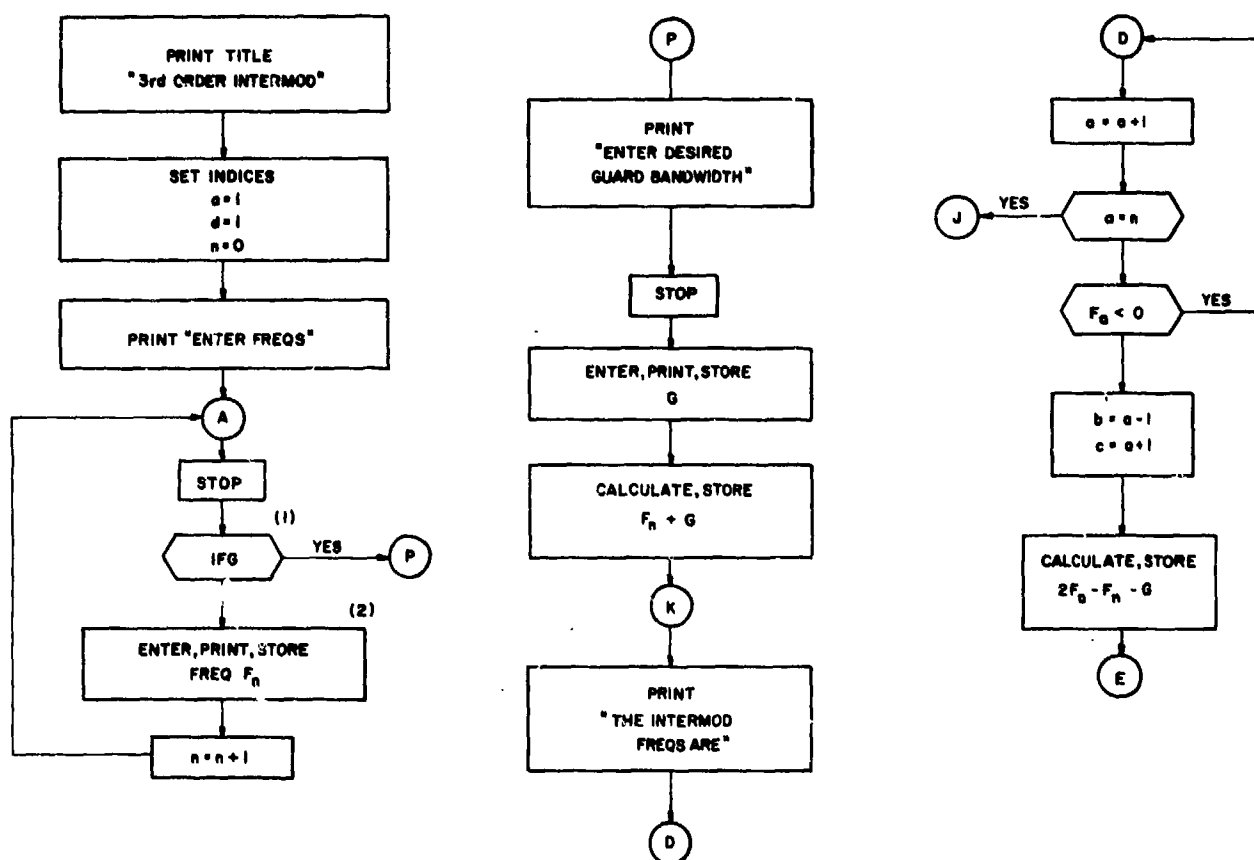 PRINT TITLE
"3rd ORDER INTERMOD"
SET INDICES
a=1
d=1
n=0
PRINT "ENTER FREQS"
A
STOP
(1)
IFG
YES
P
(2)
ENTER, PRINT, STORE
FREQ Fn
n=n+1
P
PRINT
"ENTER DESIRED
GUARD BANDWIDTH"
STOP
ENTER, PRINT, STORE
G
CALCULATE, STORE
Fn + G
K
PRINT
"THE INTERMOD
FREQS ARE"
D
D
a = a+1
a=n
YES
J
Fa < 0
YES
b = a-1
c = a+1
CALCULATE, STORE
2Fa - Fn - G
E